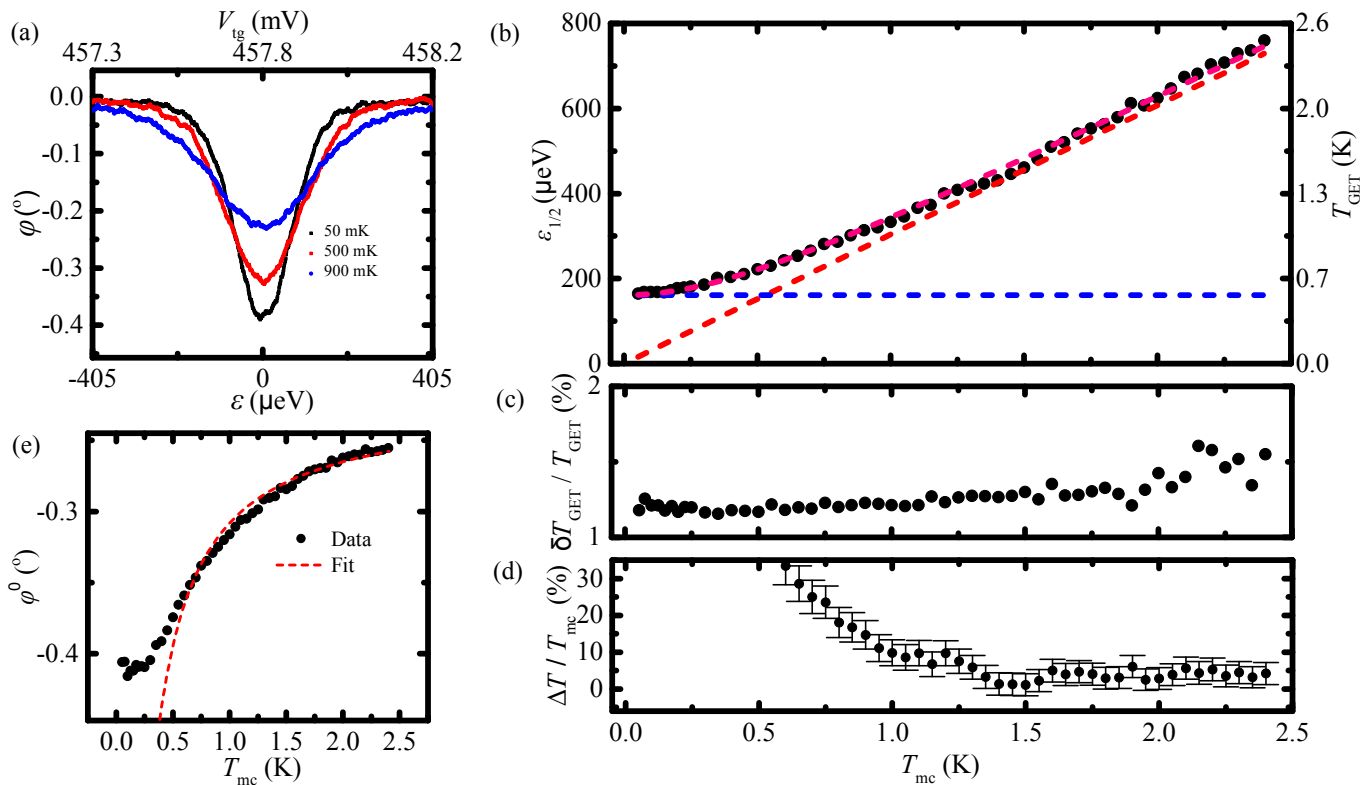 (a)
V_tg (mV)
457.3 457.8 458.2
0.0
-0.1
-0.2
-0.3
-0.4
φ (º)
50 mK
500 mK
900 mK
-405 0 405
ε (µeV)
(b)
800
600
400
200
0
ε_1/2 (µeV)
2.6
2.0
1.3
0.7
0.0
T_GET (K)
(c)
2
1
δT_GET / T_GET (%)
(d)
30
20
10
0
ΔT / T_mc (%)
0.0 0.5 1.0 1.5 2.0 2.5
T_mc (K)
(e)
-0.3
-0.4
φ^0 (º)
Data
Fit
0.0 0.5 1.0 1.5 2.0 2.5
T_mc (K)